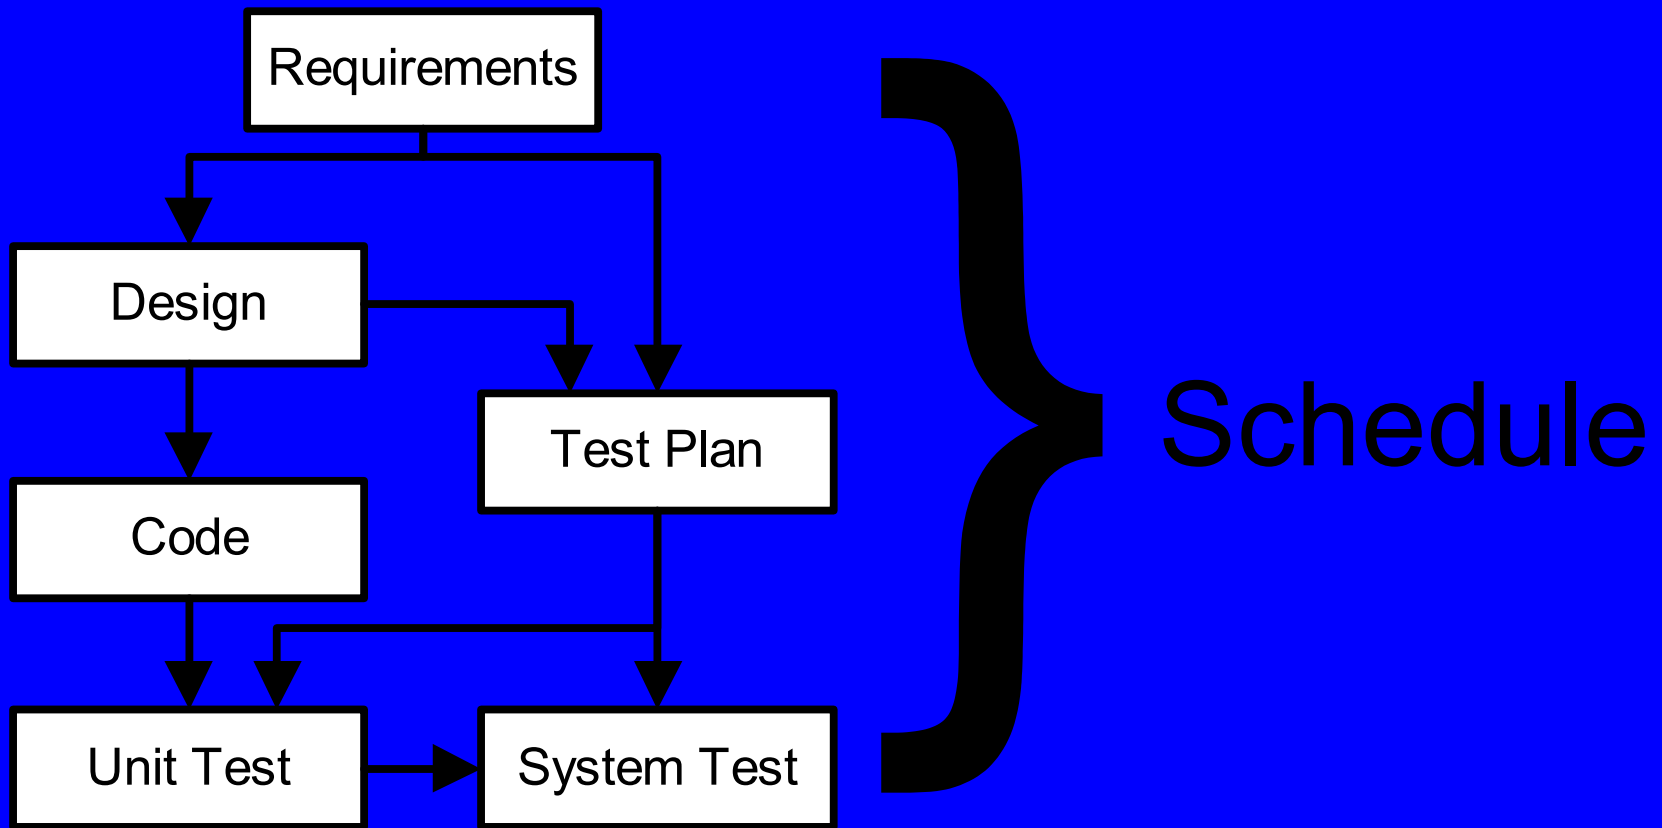 Requirements
Design
Test Plan
Code
Unit Test
System Test
Schedule